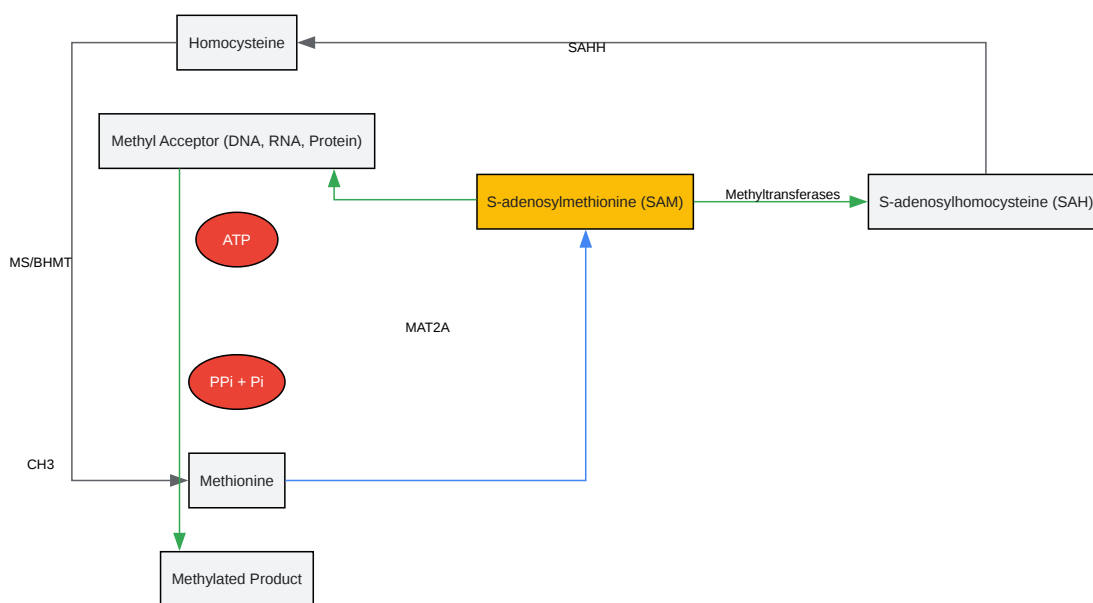 Homocysteine
SAHH
Methyl Acceptor (DNA, RNA, Protein)
S-adenosylmethionine (SAM)
Methyltransferases
S-adenosylhomocysteine (SAH)
ATP
MS/BHMT
MAT2A
PPi + Pi
CH3
Methionine
Methylated Product